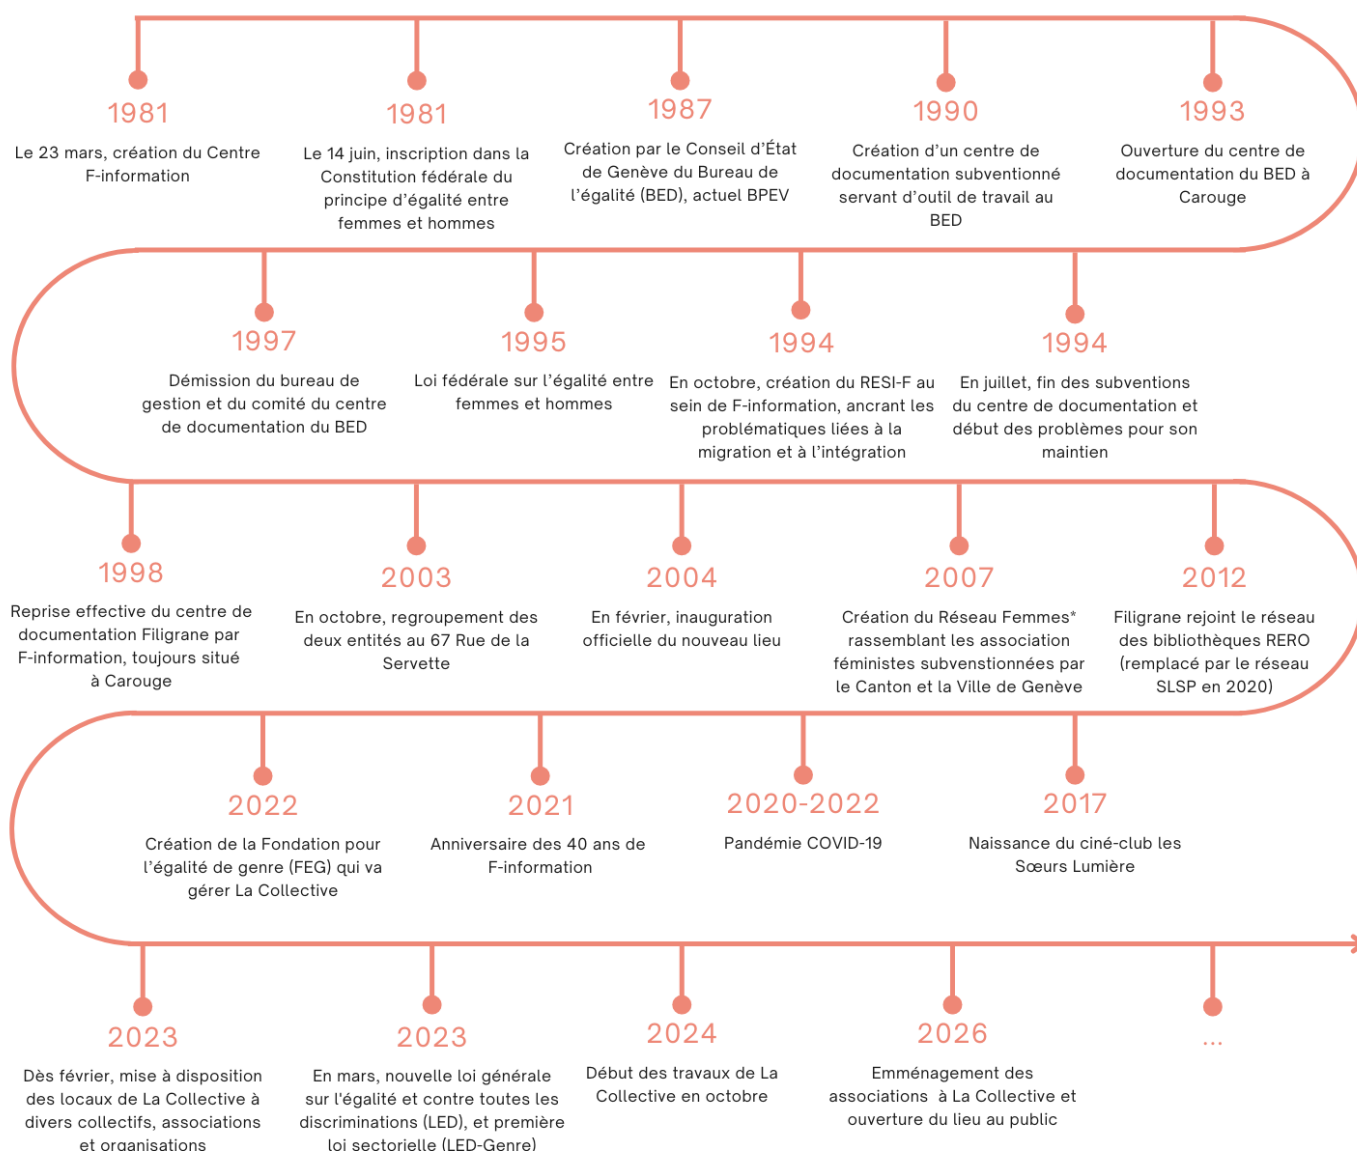 1981
Le 23 mars, création du Centre
F-information
1981
Le 14 juin, inscription dans la
Constitution fédérale du
principe d'égalité entre
femmes et hommes
1987
Création par le Conseil d'État
de Genève du Bureau de
l'égalité (BED), actuel BPEV
1990
Création d'un centre de
documentation subventionné
servant d'outil de travail au
BED
1993
Ouverture du centre de
documentation du BED à
Carouge
1994
En juillet, fin des subventions
du centre de documentation et
début des problèmes pour son
maintien
1994
En octobre, création du RESI-F au
sein de F-information, ancrant les
problématiques liées à la
migration et à l'intégration
1995
Loi fédérale sur l'égalité entre
femmes et hommes
1997
Démission du bureau de
gestion et du comité du centre
de documentation du BED
1998
Reprise effective du centre de
documentation Filigrane par
F-information, toujours situé
à Carouge
2003
En octobre, regroupement des
deux entités au 67 Rue de la
Servette
2004
En février, inauguration
officielle du nouveau lieu
2007
Création du Réseau Femmes*
rassemblant les association
féministes subvenstionnées par
le Canton et la Ville de Genève
2012
Filigrane rejoint le réseau
des bibliothèques RERO
(remplacé par le réseau
SLSP en 2020)
2017
Naissance du ciné-club les
Sœurs Lumière
2020-2022
Pandémie COVID-19
2021
Anniversaire des 40 ans de
F-information
2022
Création de la Fondation pour
l'égalité de genre (FEG) qui va
gérer La Collective
2023
Dès février, mise à disposition
des locaux de La Collective à
divers collectifs, associations
et organisations
2023
En mars, nouvelle loi générale
sur l'égalité et contre toutes les
discriminations (LED), et première
loi sectorielle (LED-Genre)
2024
Début des travaux de La
Collective en octobre
2026
Emménagement des
associations à La Collective et
ouverture du lieu au public
...